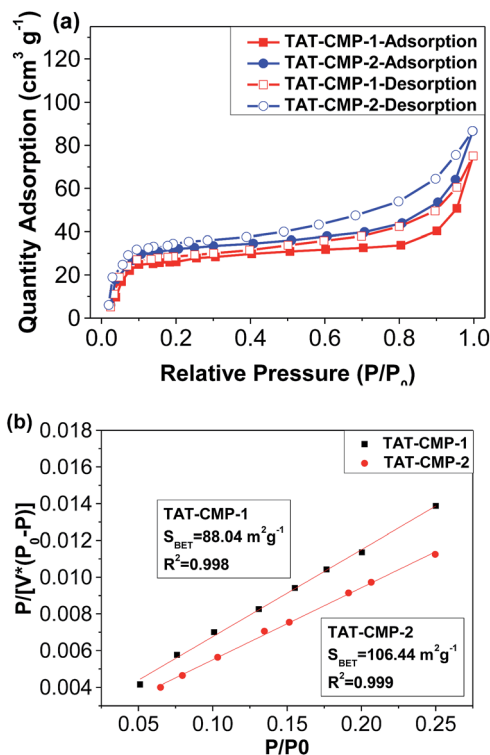 (a)
TAT-CMP-1-Adsorption
TAT-CMP-2-Adsorption
TAT-CMP-1-Desorption
TAT-CMP-2-Desorption
Quantity Adsorption (cm³ g⁻¹)
120
100
80
60
40
20
0
0.0 0.2 0.4 0.6 0.8 1.0
Relative Pressure (P/P₀)
(b)
TAT-CMP-1
TAT-CMP-2
P/[V*(P₀-P)]
0.018
0.016
0.014
0.012
0.010
0.008
0.006
0.004
TAT-CMP-1
S_BET=88.04 m²g⁻¹
R²=0.998
TAT-CMP-2
S_BET=106.44 m²g⁻¹
R²=0.999
0.05 0.10 0.15 0.20 0.25
P/P0